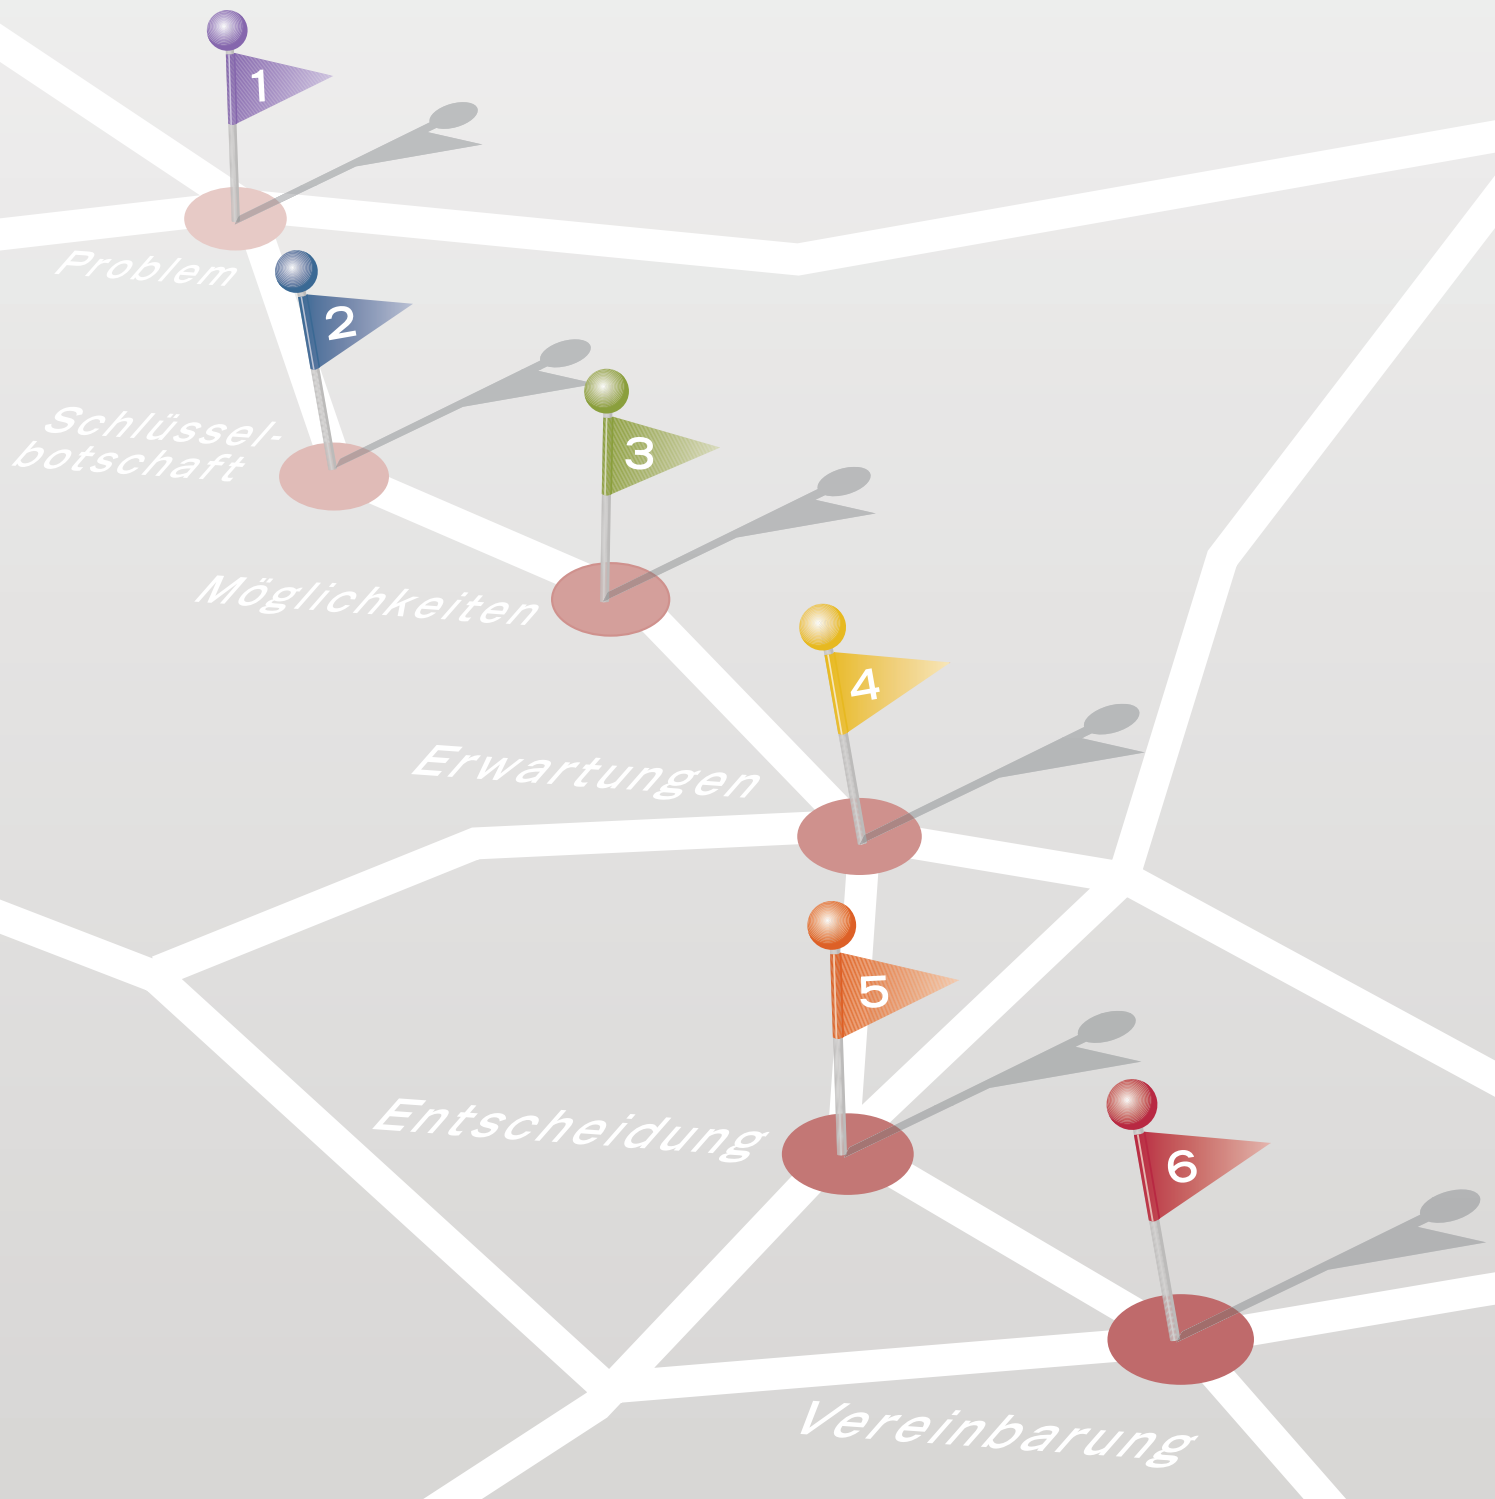 1
Problem
2
Schlüssel-
botschaft
3
Möglichkeiten
4
Erwartungen
5
Entscheidung
6
Vereinbarung